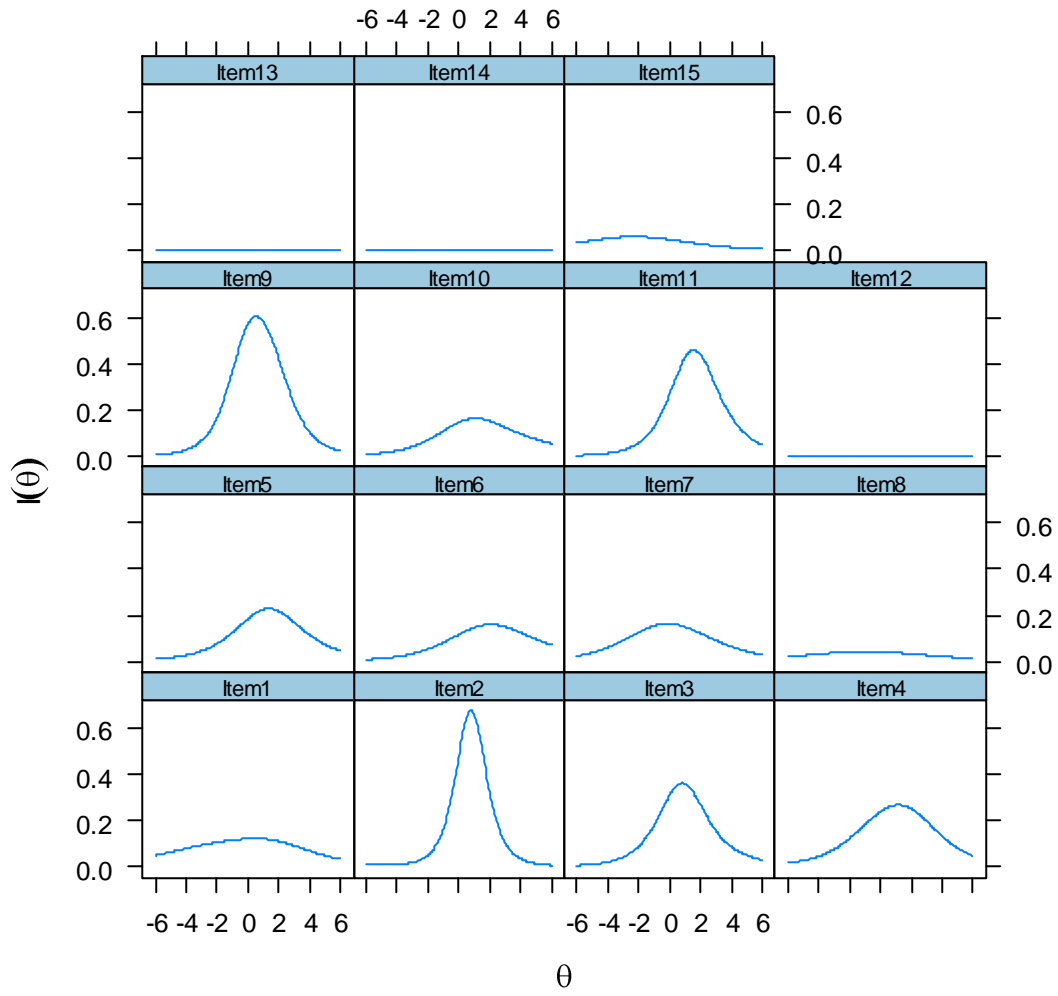 -6 -4 -2 0 2 4 6
Item13 Item14 Item15
0.6
0.4
0.2
0.0
Item9 Item10 Item11 Item12
0.6
0.4
0.2
0.0
Item5 Item6 Item7 Item8
0.6
0.4
0.2
0.0
Item1 Item2 Item3 Item4
0.6
0.4
0.2
0.0
-6 -4 -2 0 2 4 6 -6 -4 -2 0 2 4 6
I(θ)
θ